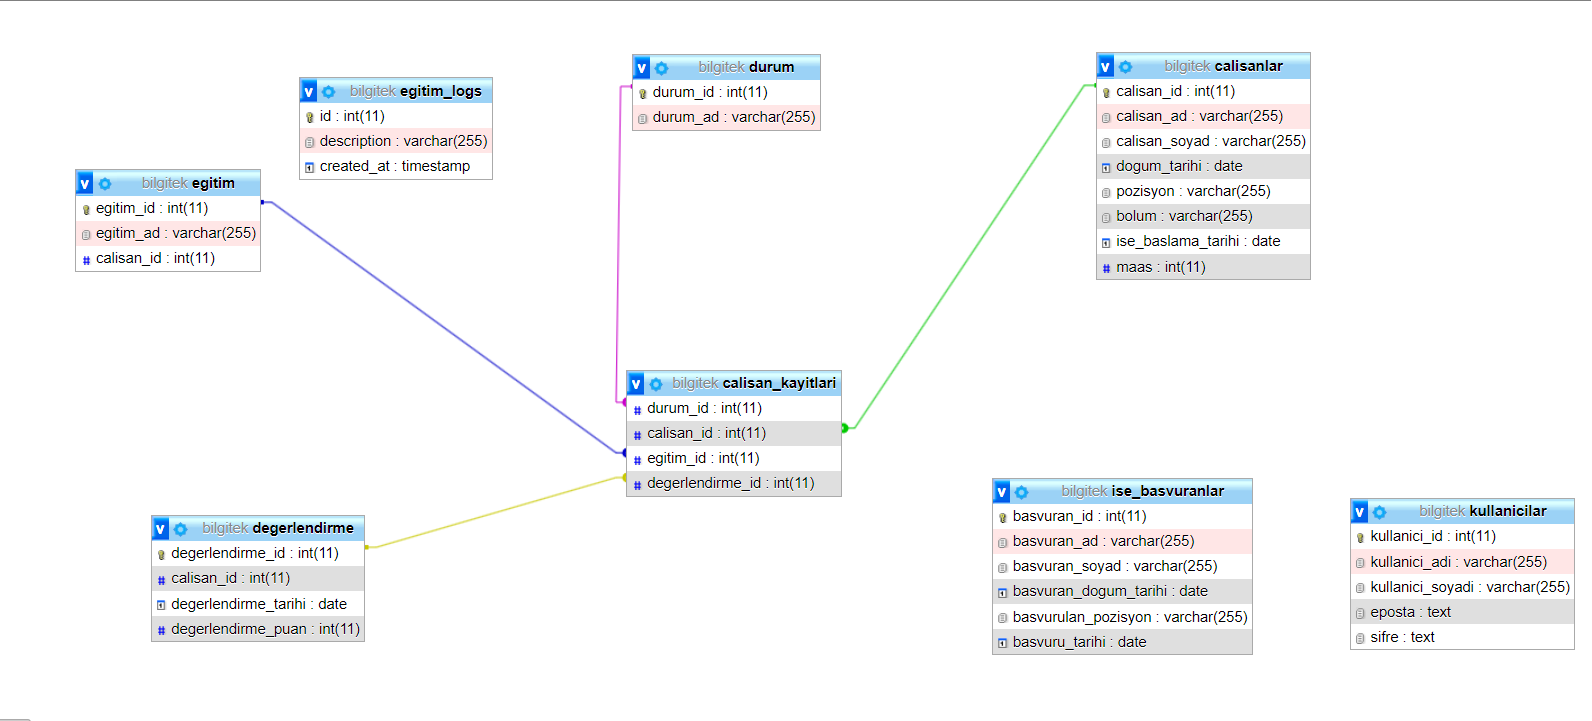 v bilgitek egitim_logs
id : int(11)
description : varchar(255)
created_at : timestamp
v bilgitek durum
durum_id : int(11)
durum_ad : varchar(255)
v bilgitek calisanlar
calisan_id : int(11)
calisan_ad : varchar(255)
calisan_soyad : varchar(255)
dogum_tarihi : date
pozisyon : varchar(255)
bolum : varchar(255)
ise_baslama_tarihi : date
# maas : int(11)
v bilgitek egitim
egitim_id : int(11)
egitim_ad : varchar(255)
# calisan_id : int(11)
v bilgitek calisan_kayitlari
# durum_id : int(11)
# calisan_id : int(11)
# egitim_id : int(11)
# degerlendirme_id : int(11)
v bilgitek degerlendirme
degerlendirme_id : int(11)
# calisan_id : int(11)
degerlendirme_tarihi : date
# degerlendirme_puan : int(11)
v bilgitek ise_basvuranlar
basvuran_id : int(11)
basvuran_ad : varchar(255)
basvuran_soyad : varchar(255)
basvuran_dogum_tarihi : date
basvurulan_pozisyon : varchar(255)
basvuru_tarihi : date
v bilgitek kullanicilar
kullanici_id : int(11)
kullanici_adi : varchar(255)
kullanici_soyadi : varchar(255)
eposta : text
sifre : text